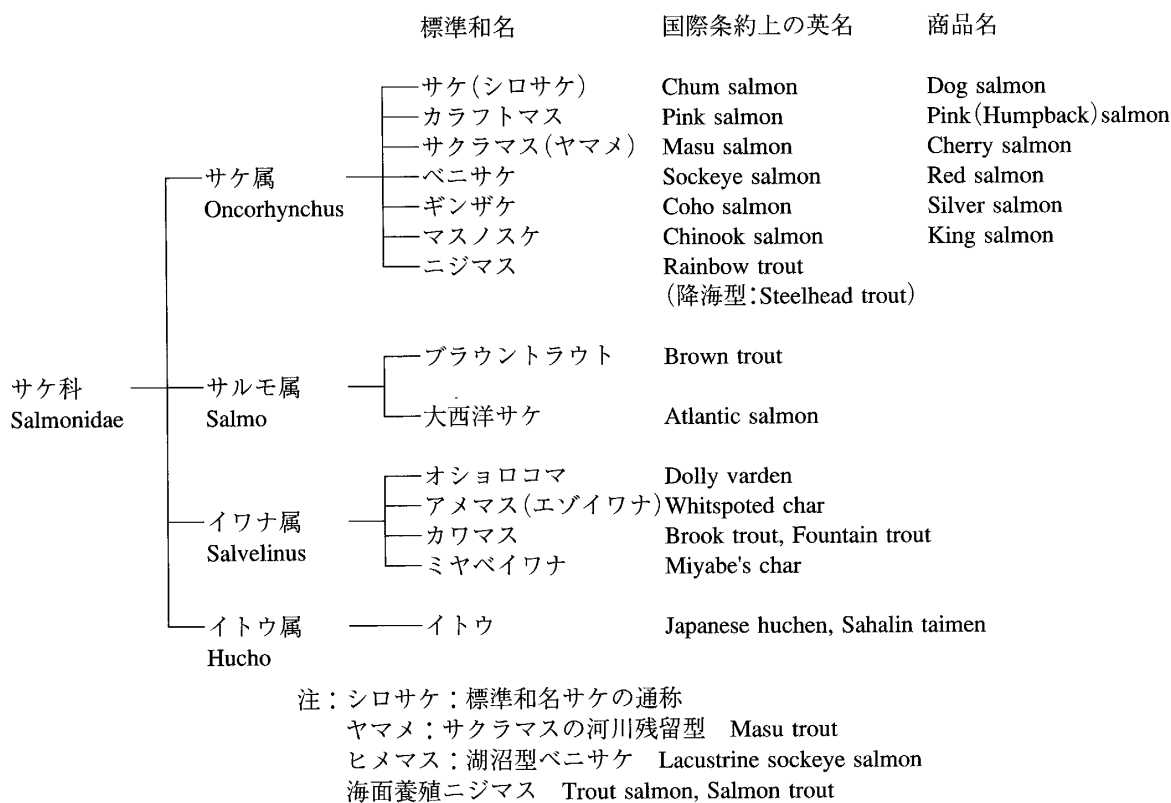 標準和名 国際条約上の英名 商品名
サケ(シロサケ) Chum salmon Dog salmon
カラフトマス Pink salmon Pink(Humpback)salmon
サクラマス(ヤマメ) Masu salmon Cherry salmon
サケ属 ベニサケ Sockeye salmon Red salmon
Oncorhynchus ギンザケ Coho salmon Silver salmon
マスノスケ Chinook salmon King salmon
ニジマス Rainbow trout
(降海型:Steelhead trout)
ブラウントラウト Brown trout
サケ科 サルモ属
Salmonidae Salmo 大西洋サケ Atlantic salmon
オショロコマ Dolly varden
アメマス(エゾイワナ) Whitspoted char
イワナ属 カワマス Brook trout, Fountain trout
Salvelinus ミヤベイワナ Miyabe's char
イトウ属 イトウ Japanese huchen, Sahalin taimen
Hucho
注:シロサケ:標準和名サケの通称
ヤマメ:サクラマスの河川残留型 Masu trout
ヒメマス:湖沼型ベニサケ Lacustrine sockeye salmon
海面養殖ニジマス Trout salmon, Salmon trout